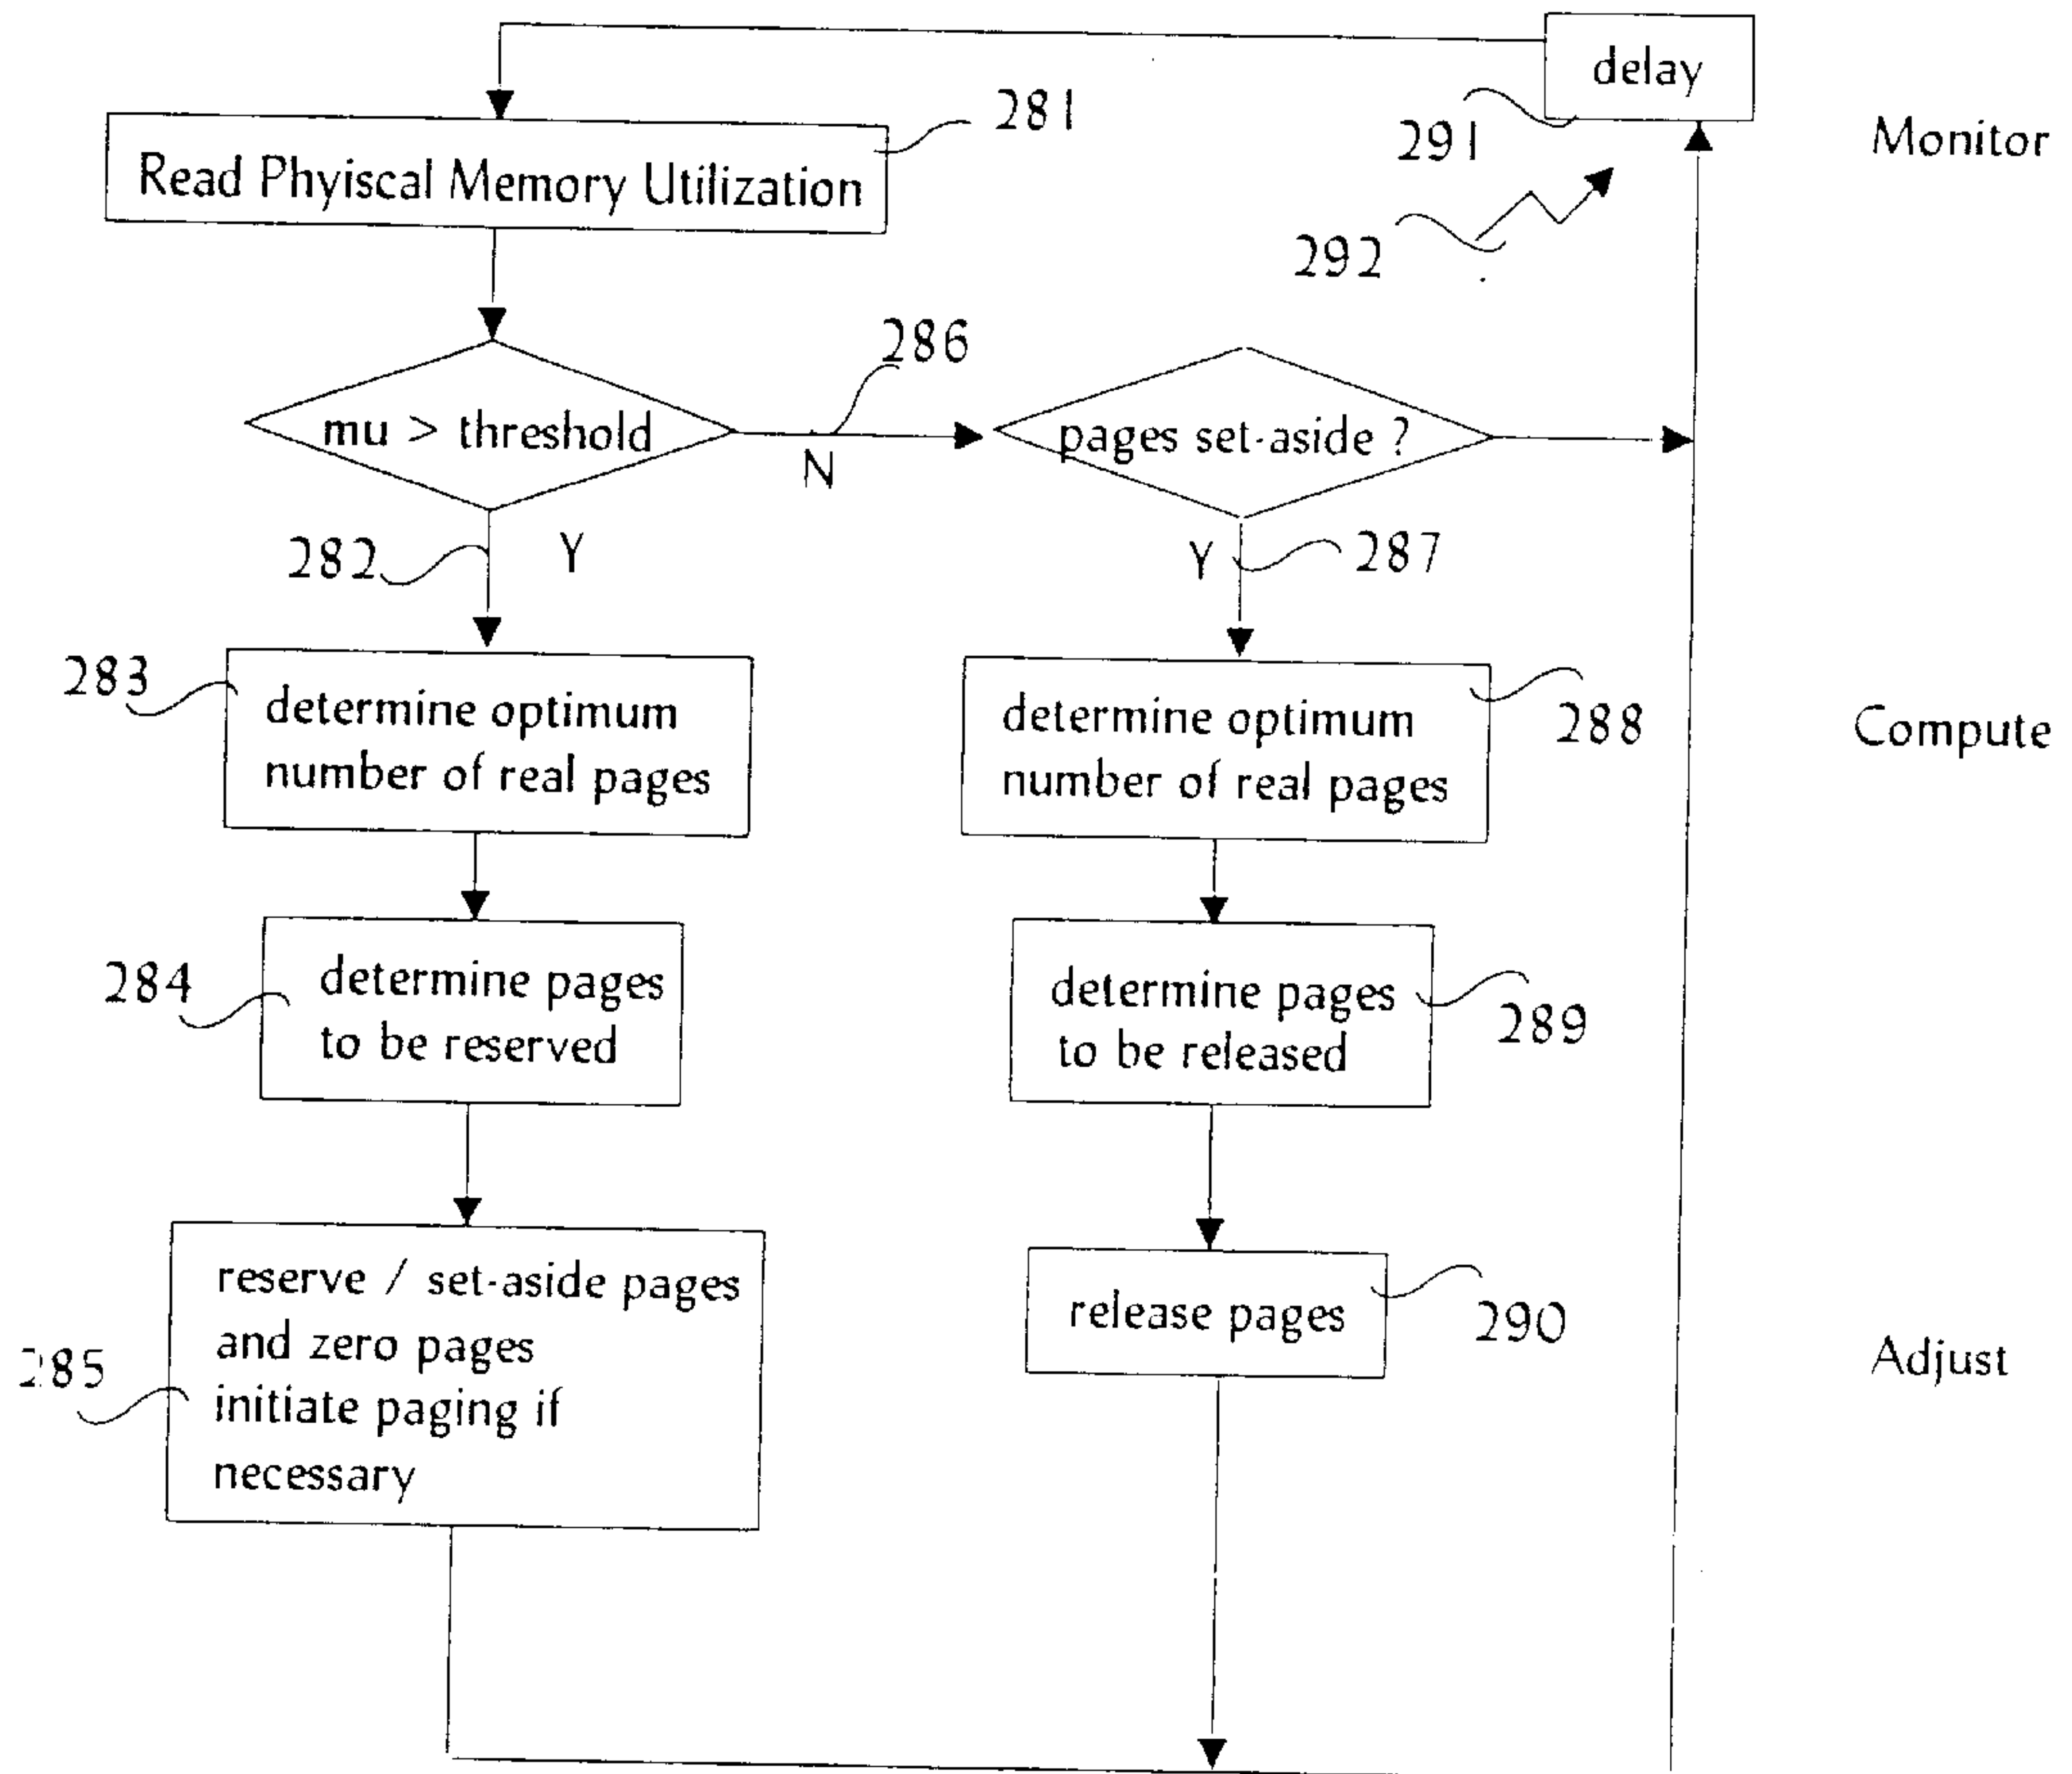 delay
291
Monitor
281
Read Phyiscal Memory Utilization
292
286
mu > threshold
N
pages set-aside ?
282
Y
Y
287
283
determine optimum
number of real pages
determine optimum
number of real pages
288
Compute
284
determine pages
to be reserved
determine pages
to be released
289
285
reserve / set-aside pages
and zero pages
initiate paging if
necessary
release pages
290
Adjust